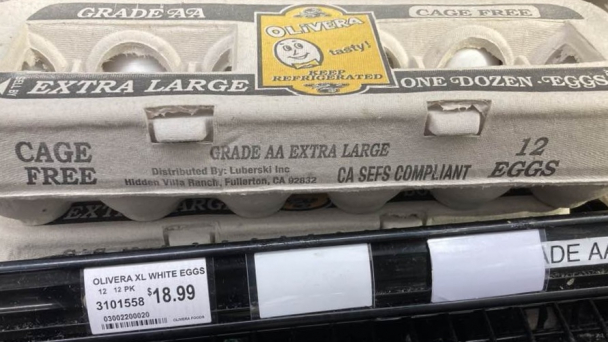 GRADE AA
CAGE FREE
OLIVERA
tasty!
KEEP
REFRIGERATED
EXTRA LARGE
ONE DOZEN EGGS
CAGE
FREE
GRADE AA EXTRA LARGE
Distributed By: Luberski Inc
Hidden Villa Ranch, Fullerton, CA 92832
CA SEFS COMPLIANT
12
EGGS
OLIVERA XL WHITE EGGS
12 12 PK
3101558 $18.99
03002200020
OLIVERA FOODS
DE AA